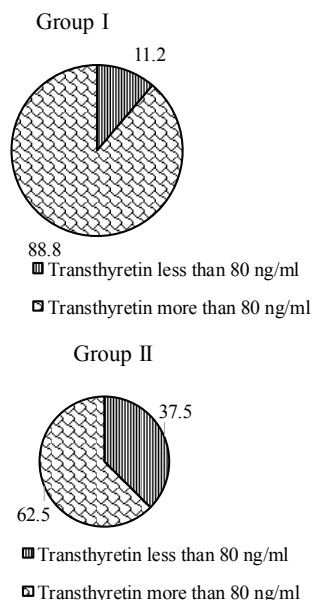 Group I
11.2
88.8
Transthyretin less than 80 ng/ml
Transthyretin more than 80 ng/ml
Group II
37.5
62.5
Transthyretin less than 80 ng/ml
Transthyretin more than 80 ng/ml